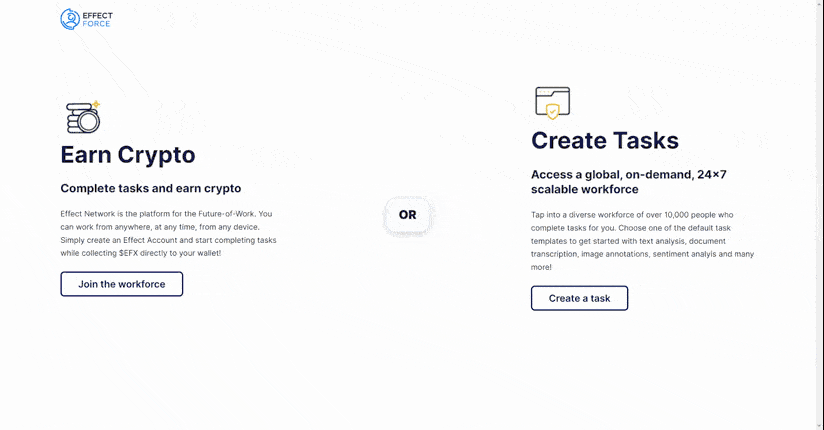 EFFECT
FORCE
Earn Crypto
Complete tasks and earn crypto
Effect Network is the platform for the Future-of-Work. You
can work from anywhere, at any time, from any device.
Simply create an Effect Account and start completing tasks
while collecting $EFX directly to your wallet!
Join the workforce
OR
Create Tasks
Access a global, on-demand, 24x7
scalable workforce
Tap into a diverse workforce of over 10,000 people who
complete tasks for you. Choose one of the default task
templates to get started with text analysis, document
transcription, image annotations, sentiment analyis and many
more!
Create a task